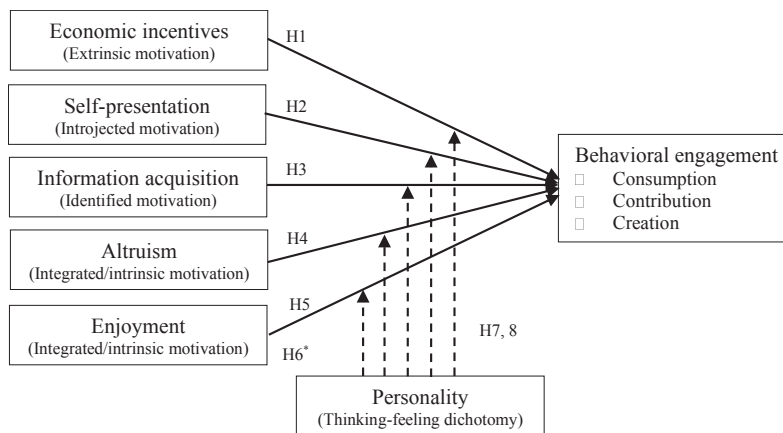 Economic incentives
(Extrinsic motivation)
H1
Self-presentation
(Introjected motivation)
H2
Information acquisition
(Identified motivation)
H3
Behavioral engagement
Consumption
Contribution
Creation
Altruism
(Integrated/intrinsic motivation)
H4
Enjoyment
(Integrated/intrinsic motivation)
H5
H6*
H7, 8
Personality
(Thinking-feeling dichotomy)